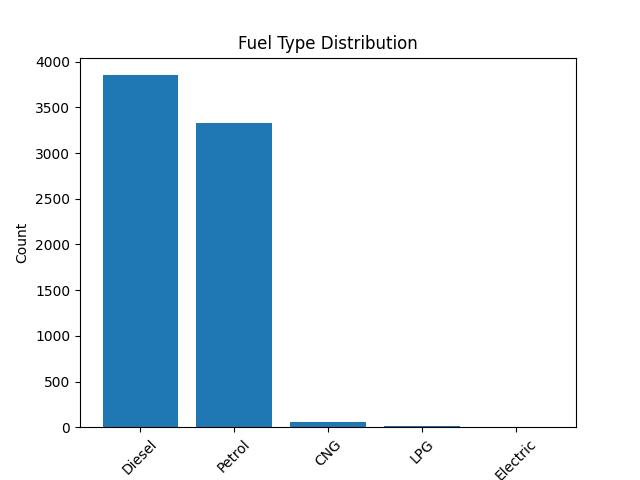 Fuel Type Distribution
4000
3500
3000
2500
2000
1500
1000
500
0
Count
Diesel
Petrol
CNG
LPG
Electric